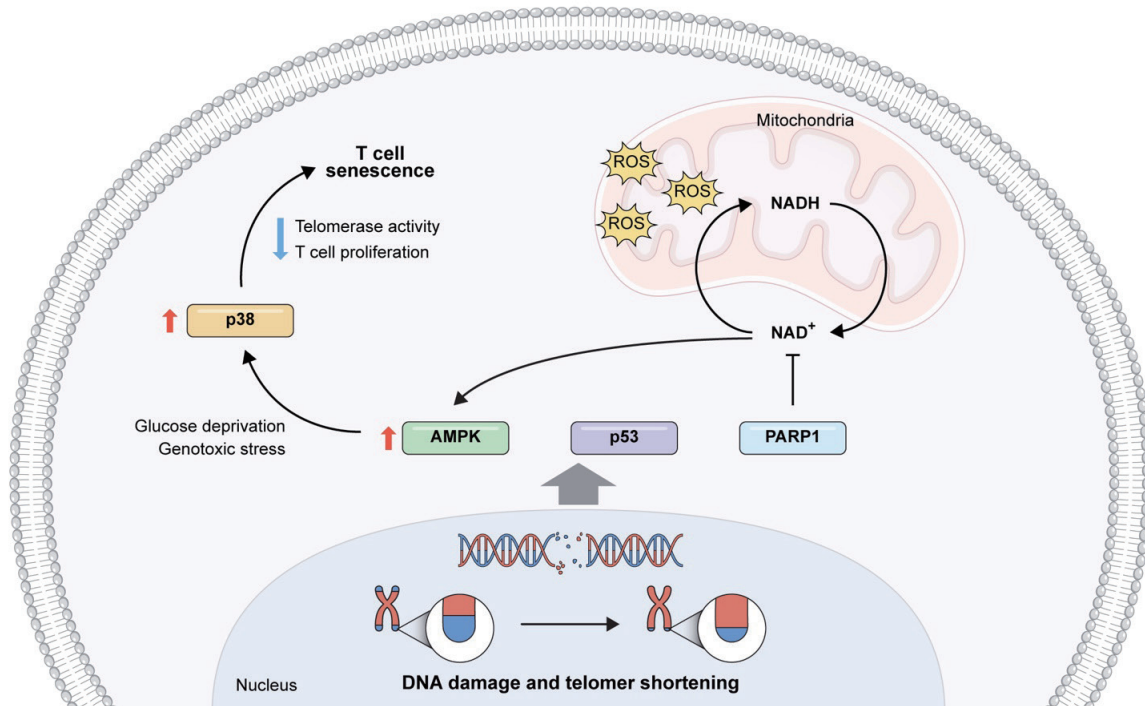 Mitochondria
ROS
ROS
ROS
NADH
NAD+
T cell
senescence
Telomerase activity
T cell proliferation
p38
Glucose deprivation
Genotoxic stress
AMPK
p53
PARP1
Nucleus
DNA damage and telomer shortening